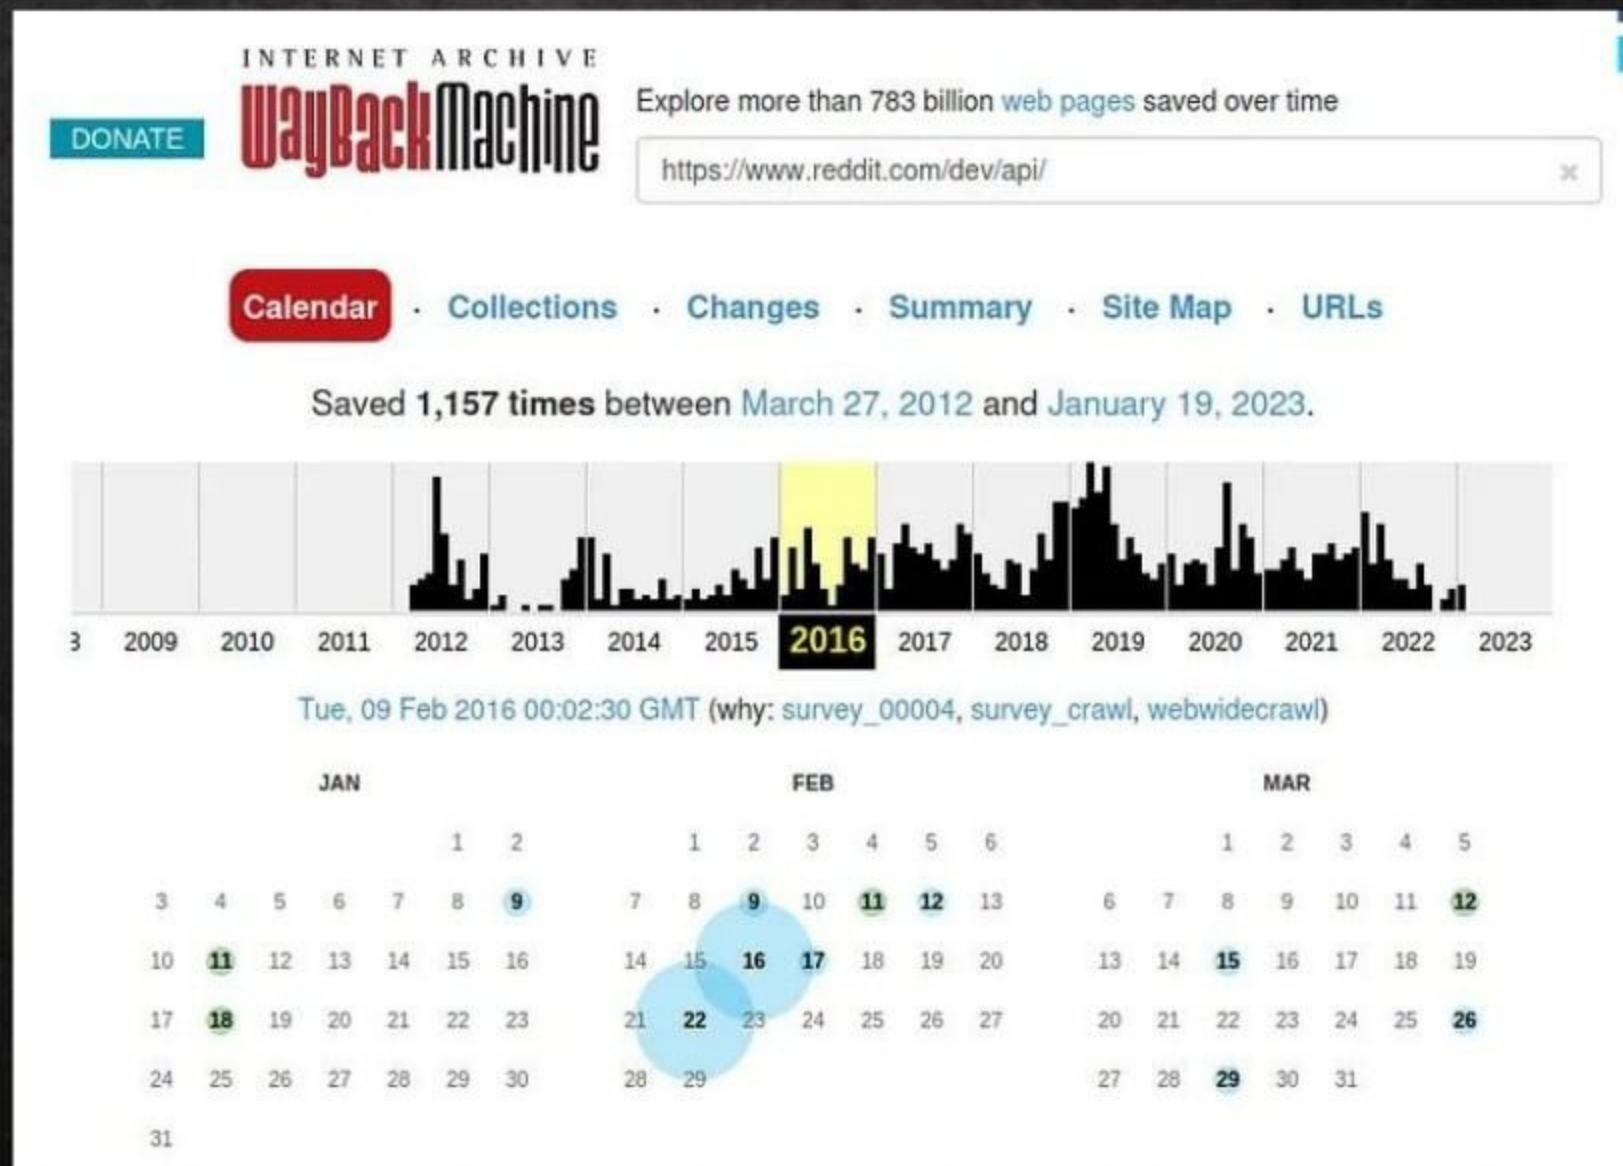 INTERNET ARCHIVE
WayBackMachine
DONATE
Explore more than 783 billion web pages saved over time
https://www.reddit.com/dev/api/ ×
Calendar · Collections · Changes · Summary · Site Map · URLs
Saved 1,157 times between March 27, 2012 and January 19, 2023.
3 2009 2010 2011 2012 2013 2014 2015 2016 2017 2018 2019 2020 2021 2022 2023
Tue, 09 Feb 2016 00:02:30 GMT (why: survey_00004, survey_crawl, webwidecrawl)
JAN
1 2
3 4 5 6 7 8 9
10 11 12 13 14 15 16
17 18 19 20 21 22 23
24 25 26 27 28 29 30
31
FEB
1 2 3 4 5 6
7 8 9 10 11 12 13
14 15 16 17 18 19 20
21 22 23 24 25 26 27
28 29
MAR
1 2 3 4 5
6 7 8 9 10 11 12
13 14 15 16 17 18 19
20 21 22 23 24 25 26
27 28 29 30 31